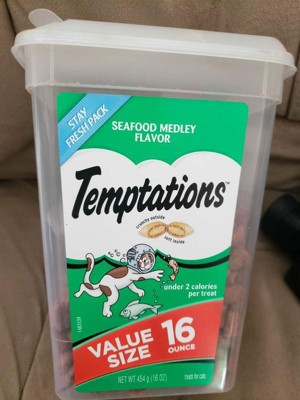 STAY
FRESH PACK
SEAFOOD MEDLEY
FLAVOR
Temptations™
crunchy outside
soft inside
under 2 calories
per treat
VALUE
SIZE
16
OUNCE
NET WT 454 g (16 OZ)
treats for cats